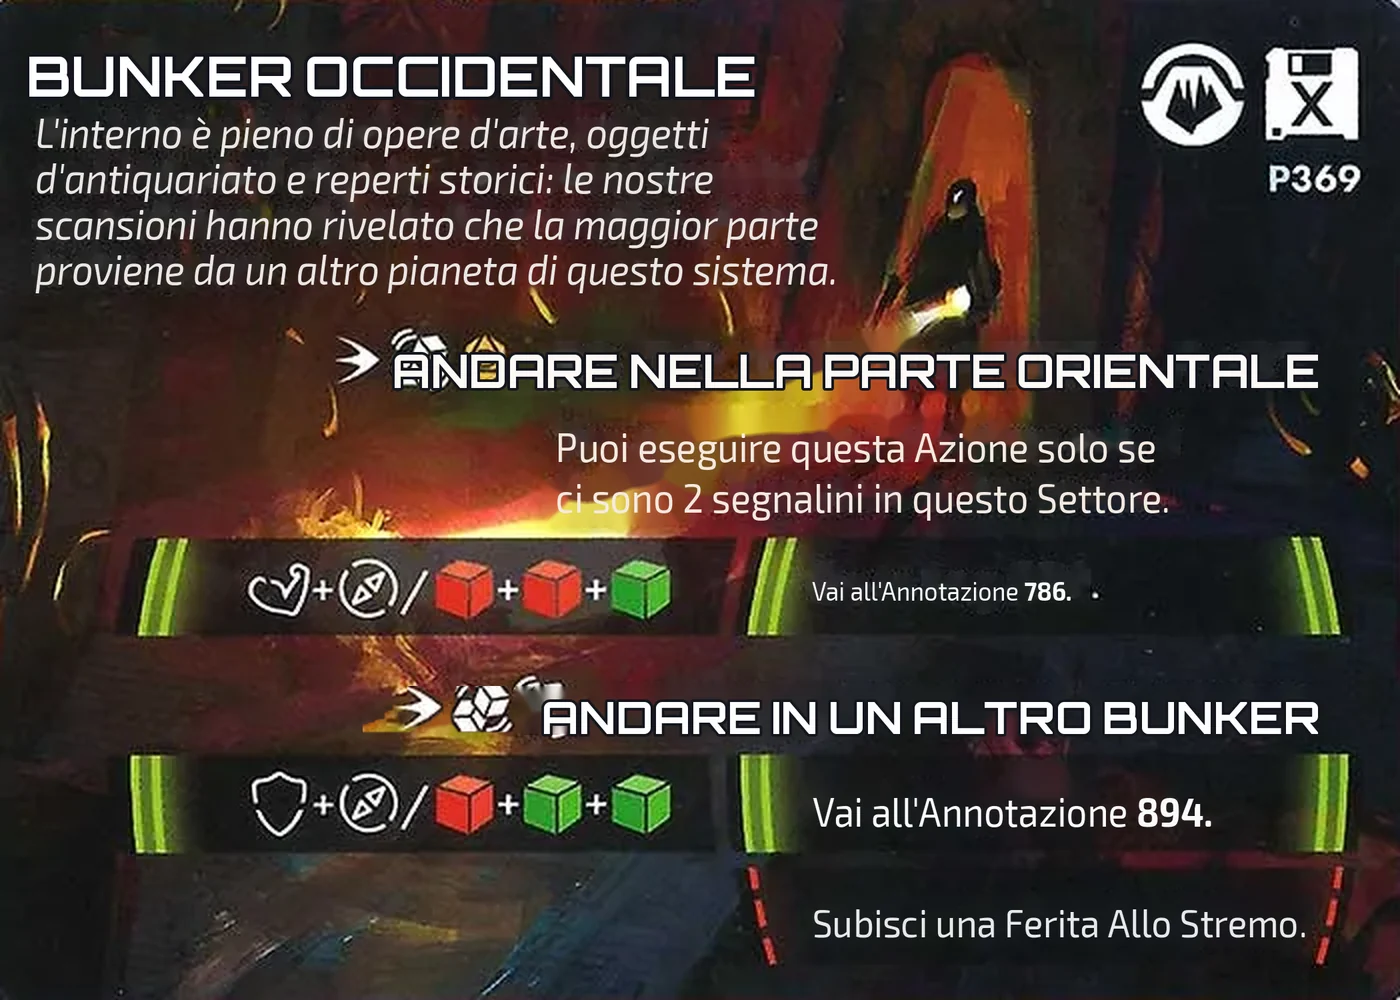 BUNKER OCCIDENTALE
L'interno è pieno di opere d'arte, oggetti
d'antiquariato e reperti storici: le nostre
scansioni hanno rivelato che la maggior parte
proviene da un altro pianeta di questo sistema.
X
P369
ANDARE NELLA PARTE ORIENTALE
Puoi eseguire questa Azione solo se
ci sono 2 segnalini in questo Settore.
+ / + +
Vai all'Annotazione 786.
ANDARE IN UN ALTRO BUNKER
+ / + +
Vai all'Annotazione 894.
Subisci una Ferita Allo Stremo.